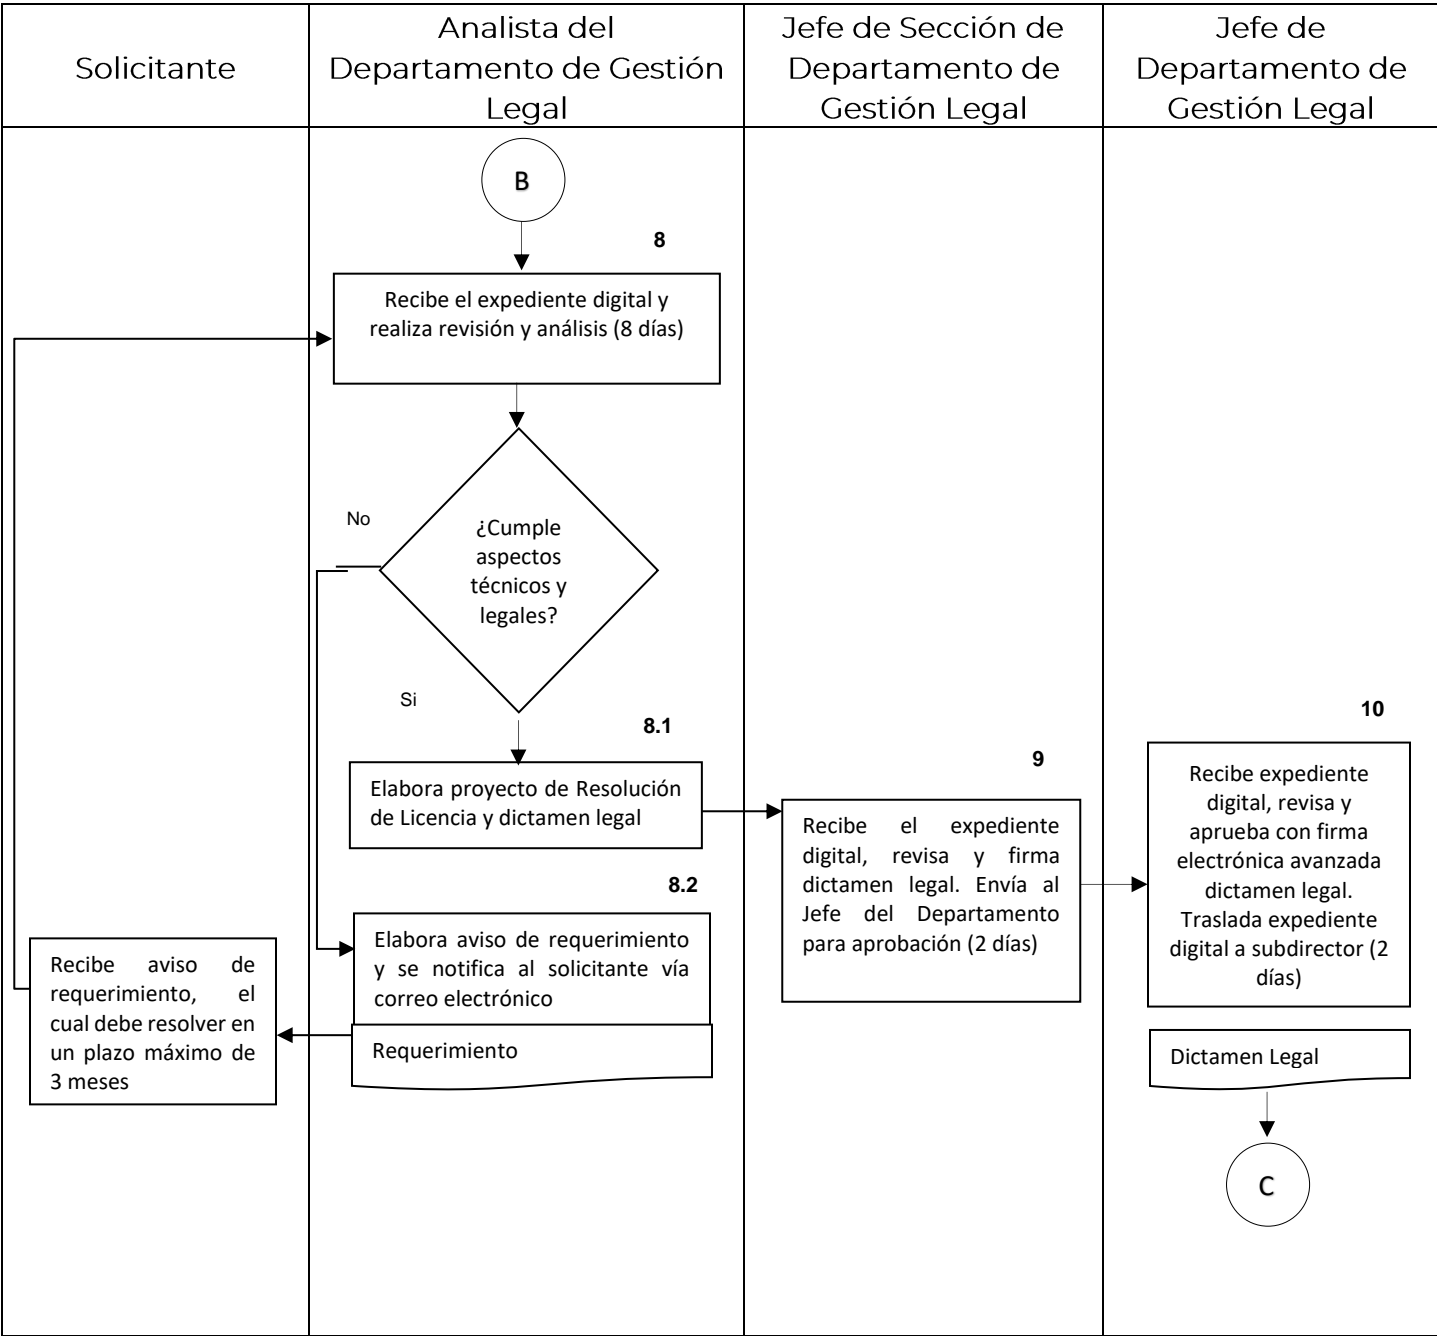 Solicitante
Analista del
Departamento de Gestión
Legal
Jefe de Sección de
Departamento de
Gestión Legal
Jefe de
Departamento de
Gestión Legal
B
8
Recibe el expediente digital y
realiza revisión y análisis (8 días)
No
¿Cumple
aspectos
técnicos y
legales?
Si
8.1
Elabora proyecto de Resolución
de Licencia y dictamen legal
8.2
Elabora aviso de requerimiento
y se notifica al solicitante vía
correo electrónico
Requerimiento
Recibe aviso de
requerimiento, el
cual debe resolver en
un plazo máximo de
3 meses
9
Recibe el expediente
digital, revisa y firma
dictamen legal. Envía al
Jefe del Departamento
para aprobación (2 días)
10
Recibe expediente
digital, revisa y
aprueba con firma
electrónica avanzada
dictamen legal.
Traslada expediente
digital a subdirector (2
días)
Dictamen Legal
C